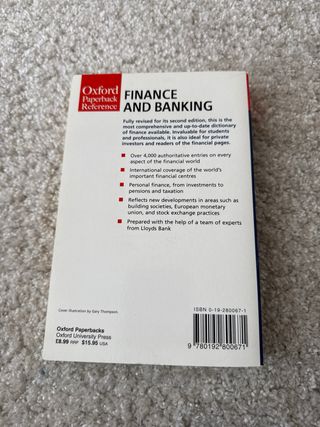 Oxford
Paperback
Reference
FINANCE
AND BANKING
Fully revised for its second edition, this is the
most comprehensive and up-to-date dictionary
of finance available. Invaluable for students
and professionals, it is also ideal for private
investors and readers of the financial pages.
Over 4,000 authoritative entries on every
aspect of the financial world
International coverage of the world's
important financial centres
Personal finance, from investments to
pensions and taxation
Reflects new developments in areas such as
building societies, European monetary
union, and stock exchange practices
Prepared with the help of a team of experts
from Lloyds Bank
Cover illustration by Gary Thompson
Oxford Paperbacks
Oxford University Press
£8.99 RRP $15.95 USA
ISBN 0-19-280067-1
9 780192 800671